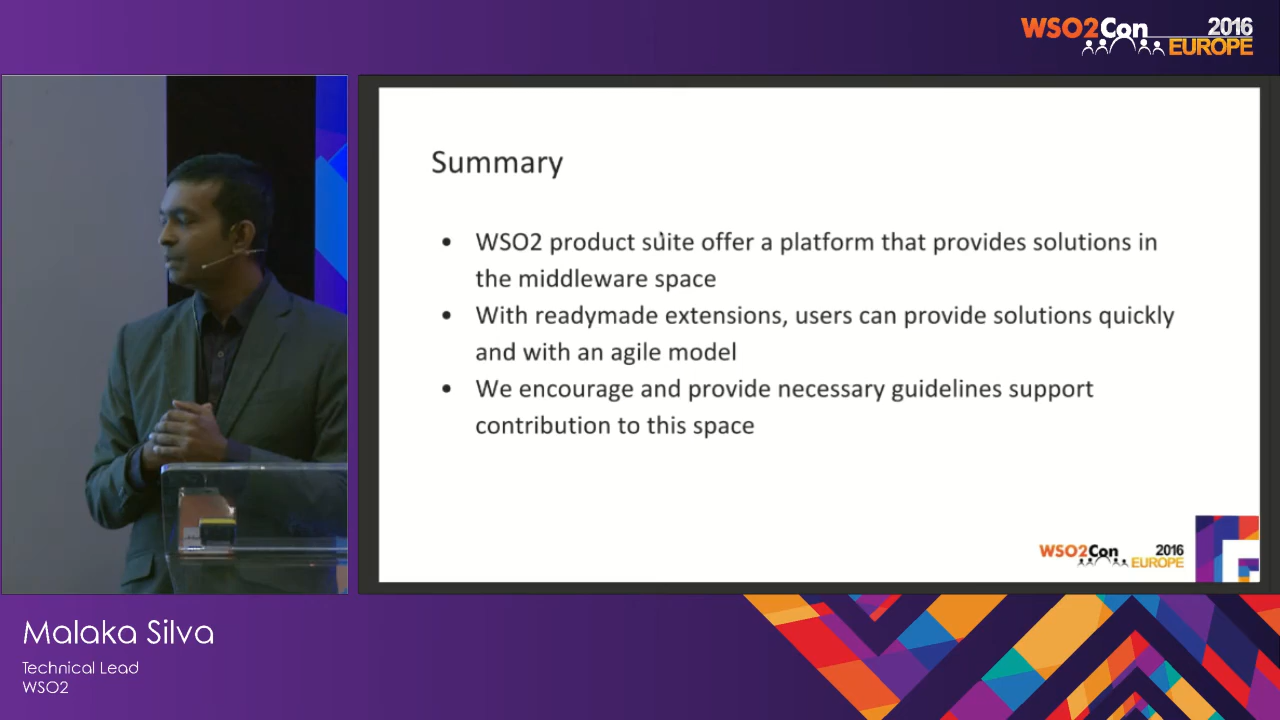 WSO2Con 2016
EUROPE
Summary
• WSO2 product suite offer a platform that provides solutions in
the middleware space
• With readymade extensions, users can provide solutions quickly
and with an agile model
• We encourage and provide necessary guidelines support
contribution to this space
WSO2Con 2016
EUROPE
Malaka Silva
Technical Lead
WSO2